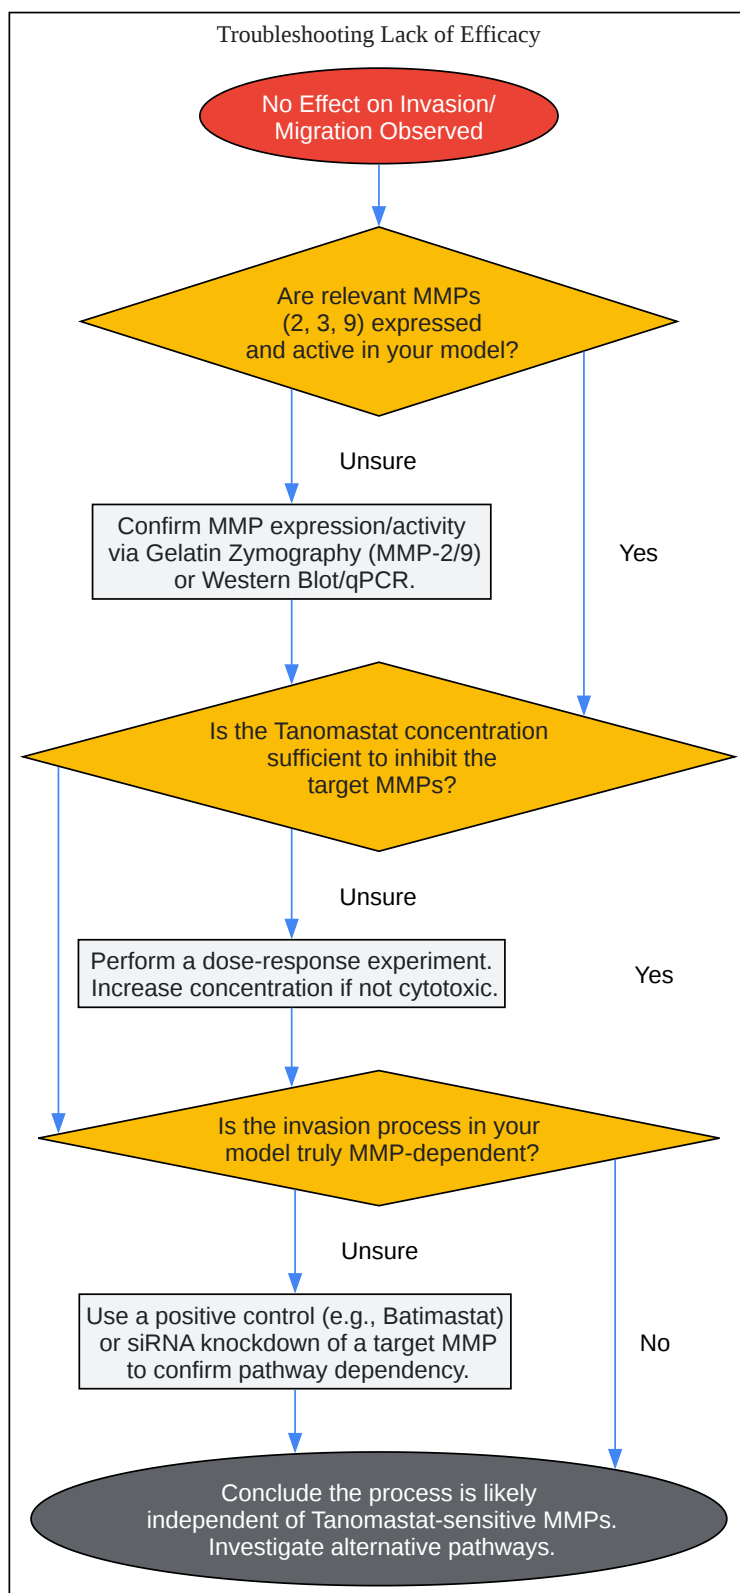 Troubleshooting Lack of Efficacy
No Effect on Invasion/
Migration Observed
Are relevant MMPs
(2, 3, 9) expressed
and active in your model?
Unsure
Confirm MMP expression/activity
via Gelatin Zymography (MMP-2/9)
or Western Blot/qPCR.
Yes
Is the Tanomastat concentration
sufficient to inhibit the
target MMPs?
Unsure
Perform a dose-response experiment.
Increase concentration if not cytotoxic.
Yes
Is the invasion process in your
model truly MMP-dependent?
Unsure
Use a positive control (e.g., Batimastat)
or siRNA knockdown of a target MMP
to confirm pathway dependency.
No
Conclude the process is likely
independent of Tanomastat-sensitive MMPs.
Investigate alternative pathways.